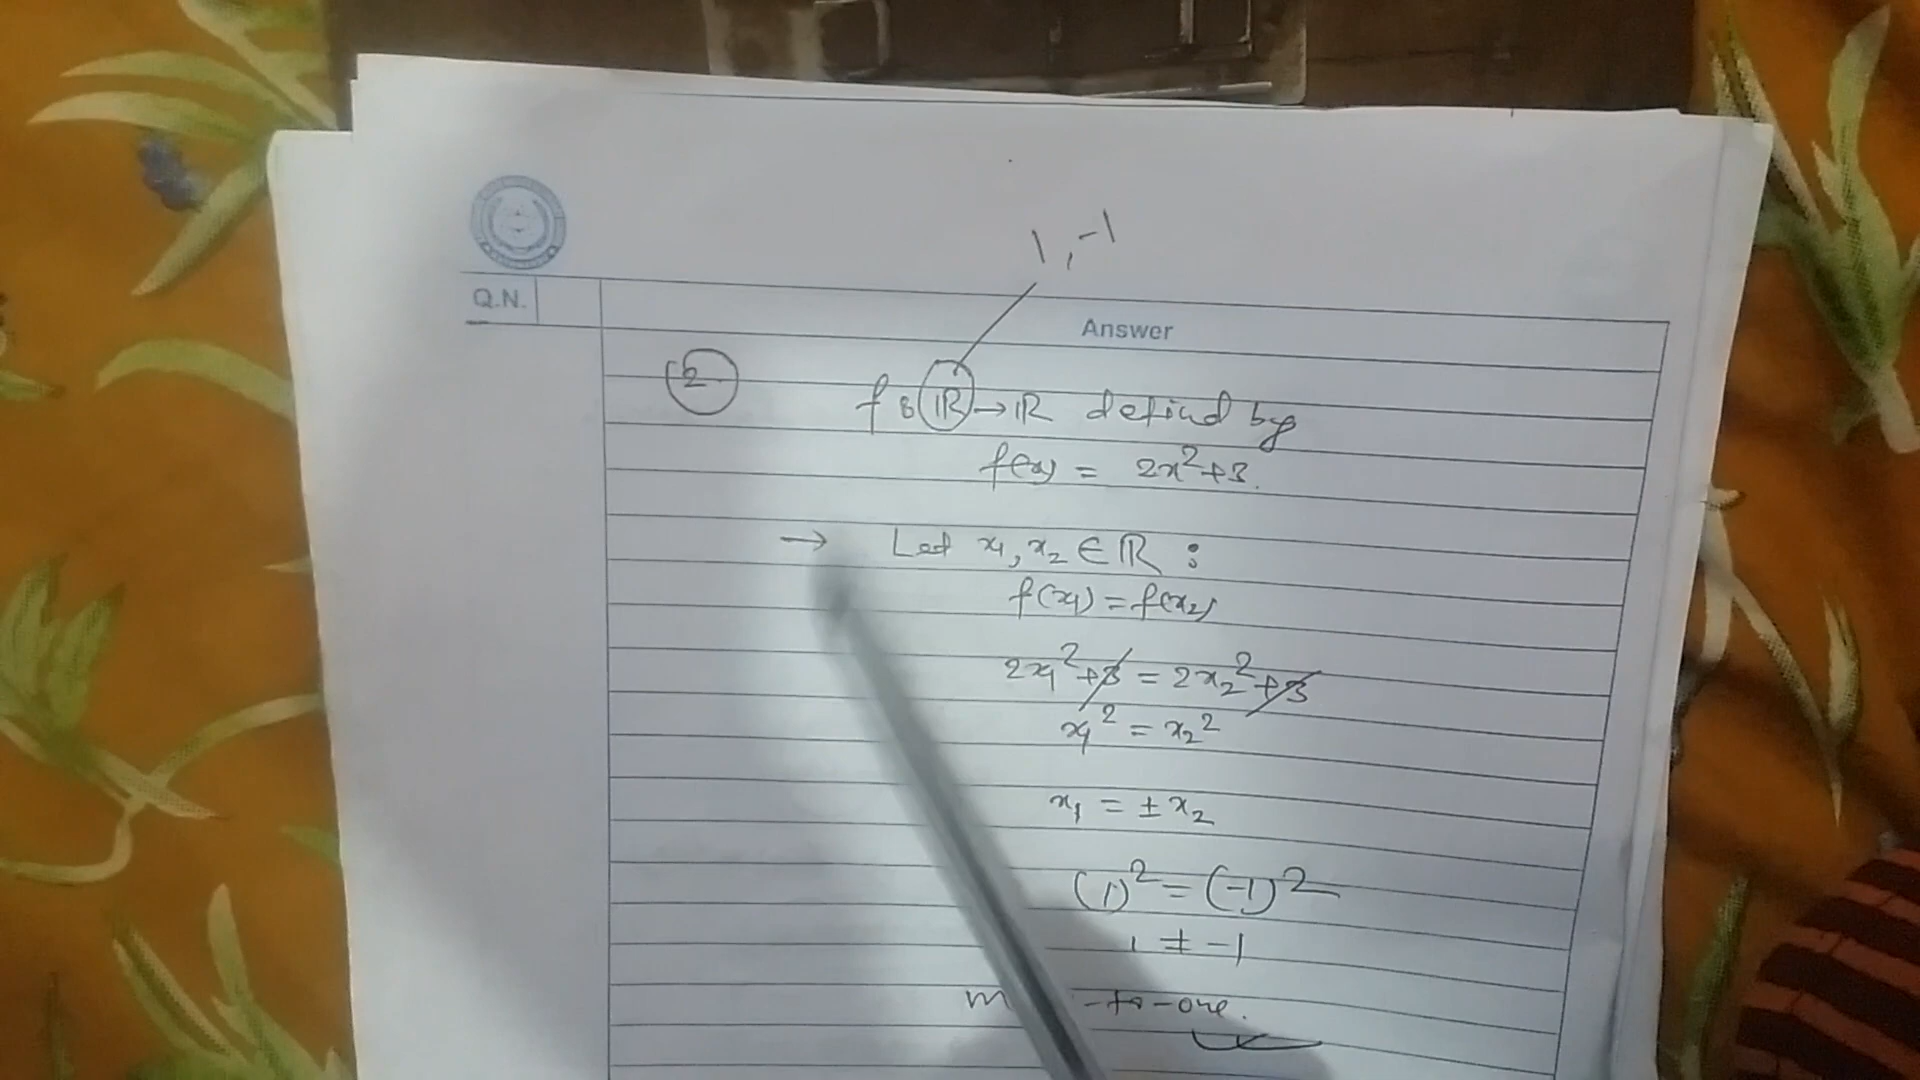 1, -1
Q.N.
Answer
2.
f : ℝ → ℝ defind by
f(x) = 2x² + 3.
→ Let x₁, x₂ ∈ ℝ :
f(x₁) = f(x₂)
2x₁² + 3 = 2x₂² + 3
x₁² = x₂²
x₁ = ± x₂
(1)² = (-1)²
1 ≠ -1
-to-one.